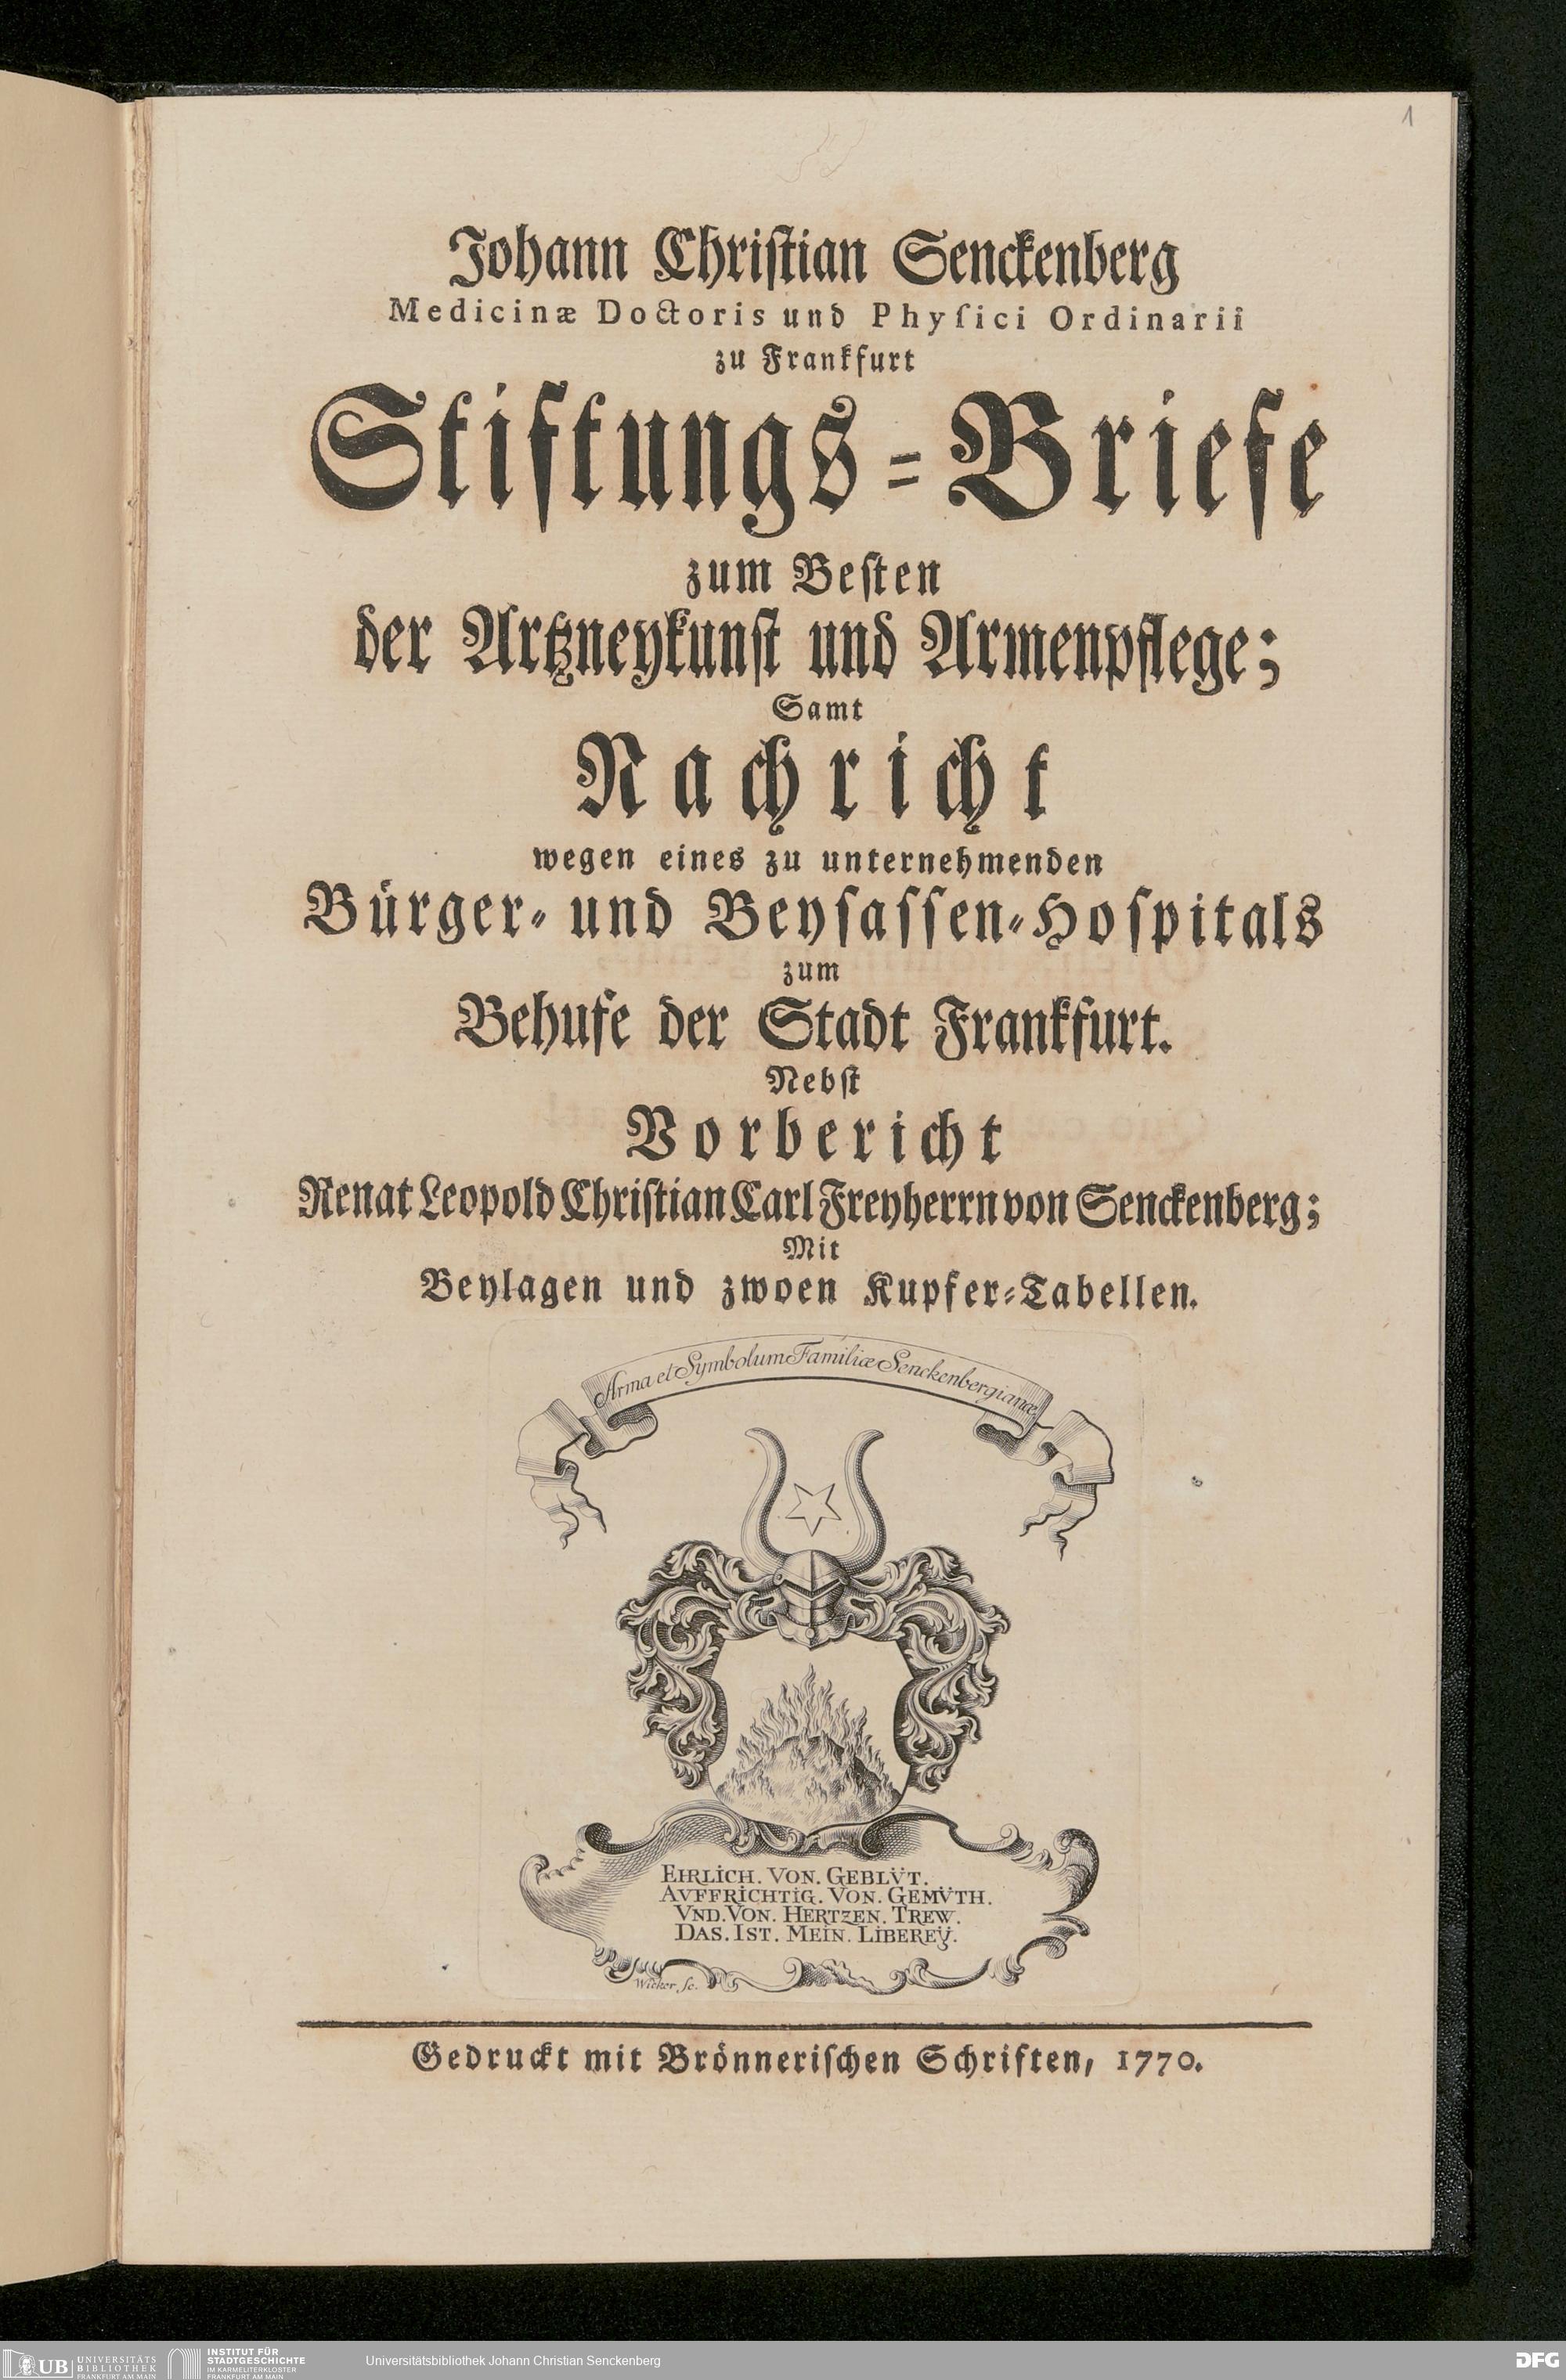 1
Johann Christian Senckenberg
Medicinæ Doctoris und Phyſici Ordinarii
zu Frankfurt
Stiftungs-Briefe
zum Beſten
der Artzneykunſt und Armenpflege;
Samt
Nachricht
wegen eines zu unternehmenden
Bürger- und Beyſaſſen-Hoſpitals
zum
Behufe der Stadt Frankfurt.
Nebſt
Vorbericht
Renat Leopold Chriſtian Carl Freyherrn von Senckenberg;
Mit
Beylagen und zwoen Kupfer-Tabellen.
Arma et Symbolum Familiæ Senckenbergianæ
EHRLICH. VON. GEBLVT.
AVFFRICHTIG. VON. GEMVTH.
VND. VON. HERTZEN. TREW.
DAS. IST. MEIN. LIBEREŸ.
Wicker, ſc.
Gedruckt mit Brönneriſchen Schriften, 1770.
UB UNIVERSITÄTS
BIBLIOTHEK
FRANKFURT AM MAIN
INSTITUT FÜR
STADTGESCHICHTE
IM KARMELITERKLOSTER
FRANKFURT AM MAIN
Universitätsbibliothek Johann Christian Senckenberg
DFG